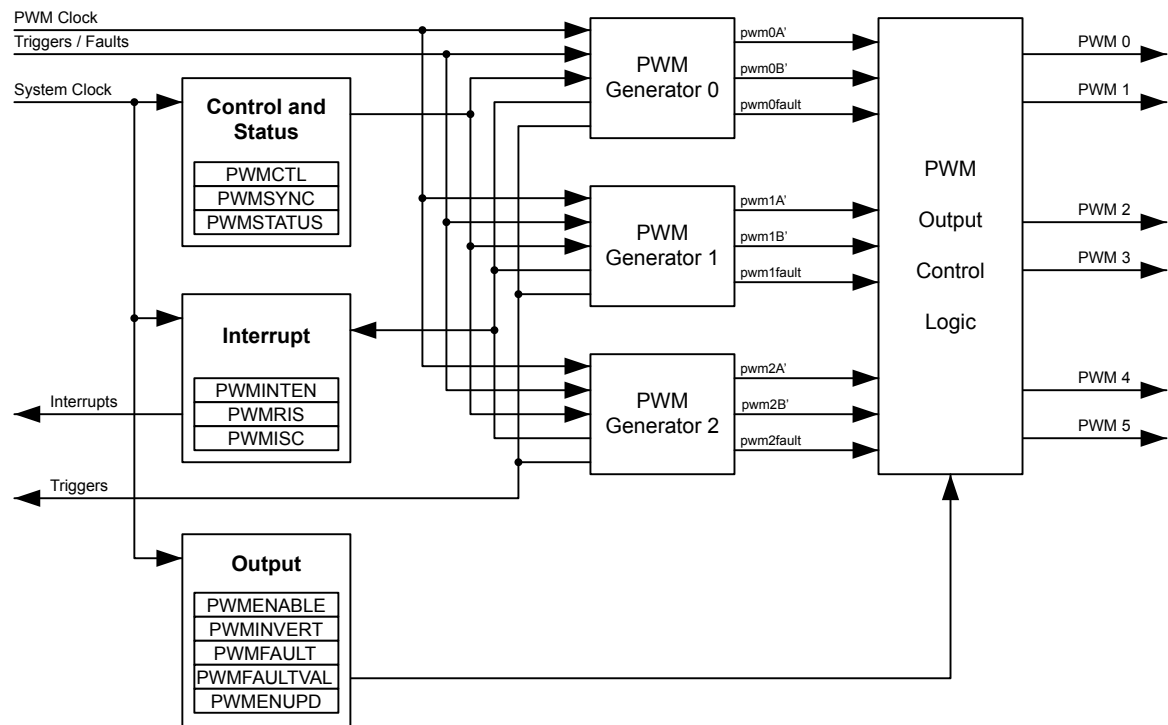 PWM Clock
Triggers / Faults
System Clock
Control and
Status
PWMCTL
PWMSYNC
PWMSTATUS
Interrupt
PWMINTEN
PWMRIS
PWMISC
Interrupts
Triggers
Output
PWMENABLE
PWMINVERT
PWMFAULT
PWMFAULTVAL
PWMENUPD
PWM
Generator 0
pwm0A’
pwm0B’
pwm0fault
PWM
Generator 1
pwm1A’
pwm1B’
pwm1fault
PWM
Generator 2
pwm2A’
pwm2B’
pwm2fault
PWM
Output
Control
Logic
PWM 0
PWM 1
PWM 2
PWM 3
PWM 4
PWM 5